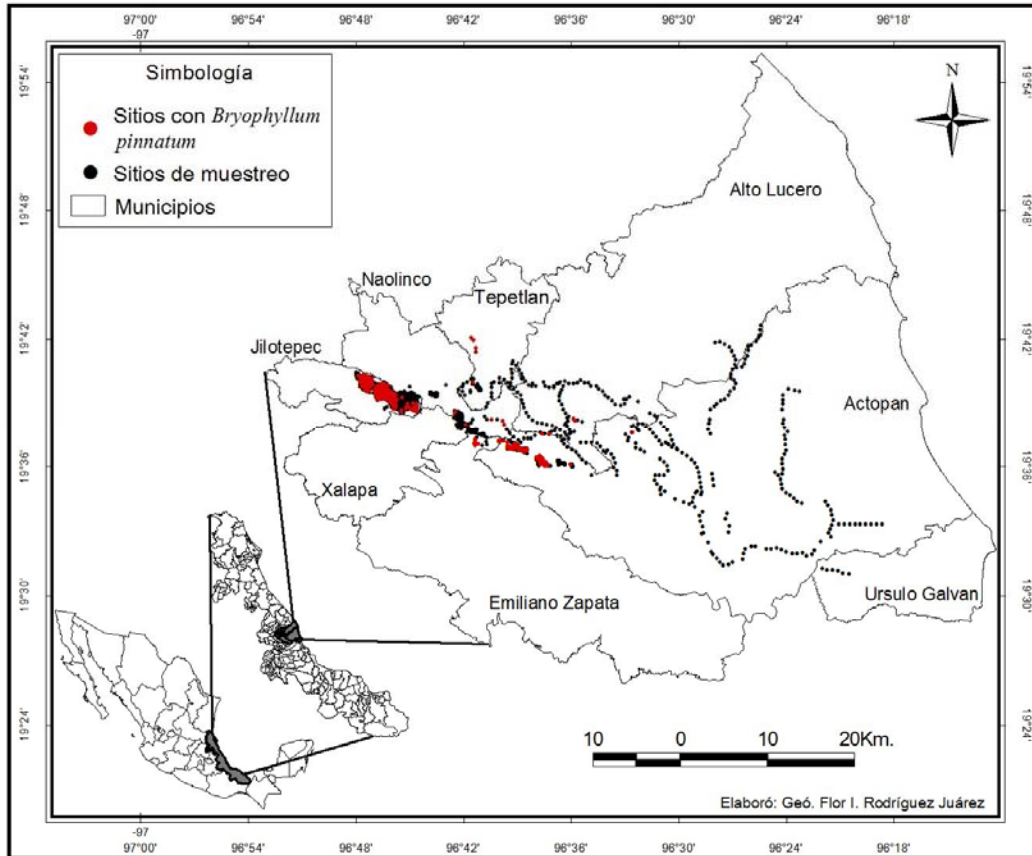 97°00' 96°54' 96°48' 96°42' 96°36' 96°30' 96°24' 96°18'
-97
Simbología
Sitios con Bryophyllum
pinnatum
Sitios de muestreo
Municipios
N
19°54' 19°54'
19°48' 19°48'
19°42' 19°42'
19°36' 19°36'
19°30' 19°30'
19°24' 19°24'
Alto Lucero
Naolinco
Tepetlan
Jilotepec
Actopan
Xalapa
Emiliano Zapata
Ursulo Galvan
10 0 10 20Km.
Elaboró: Geó. Flor I. Rodríguez Juárez
-97
97°00' 96°54' 96°48' 96°42' 96°36' 96°30' 96°24' 96°18'